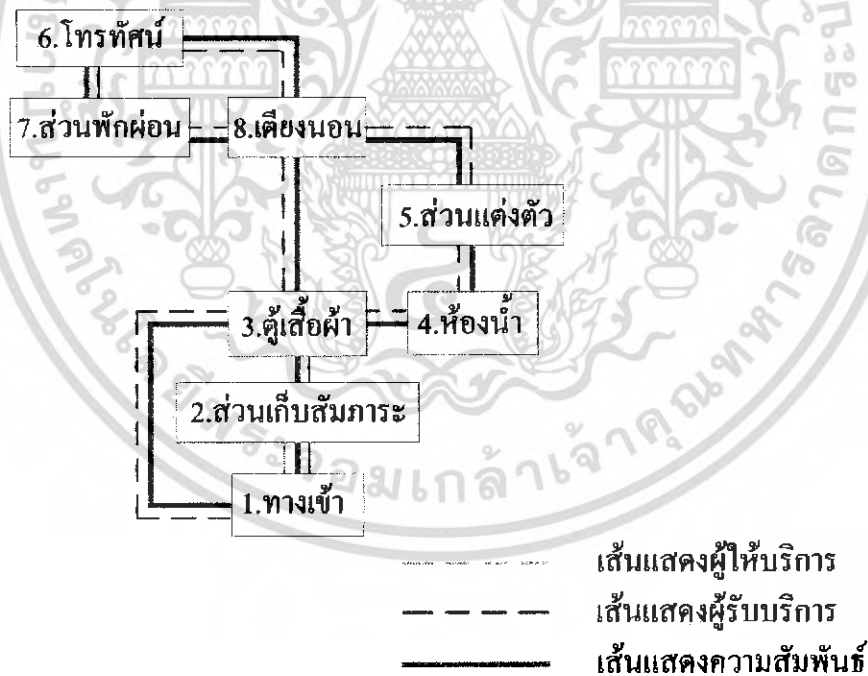 6.โทรทัศน์
7.ส่วนพักผ่อน
8.เตียงนอน
5.ส่วนแต่งตัว
3.ตู้เสื้อผ้า
4.ห้องน้ำ
2.ส่วนเก็บสัมภาระ
1.ทางเข้า
เส้นแสดงผู้ให้บริการ
เส้นแสดงผู้รับบริการ
เส้นแสดงความสัมพันธ์